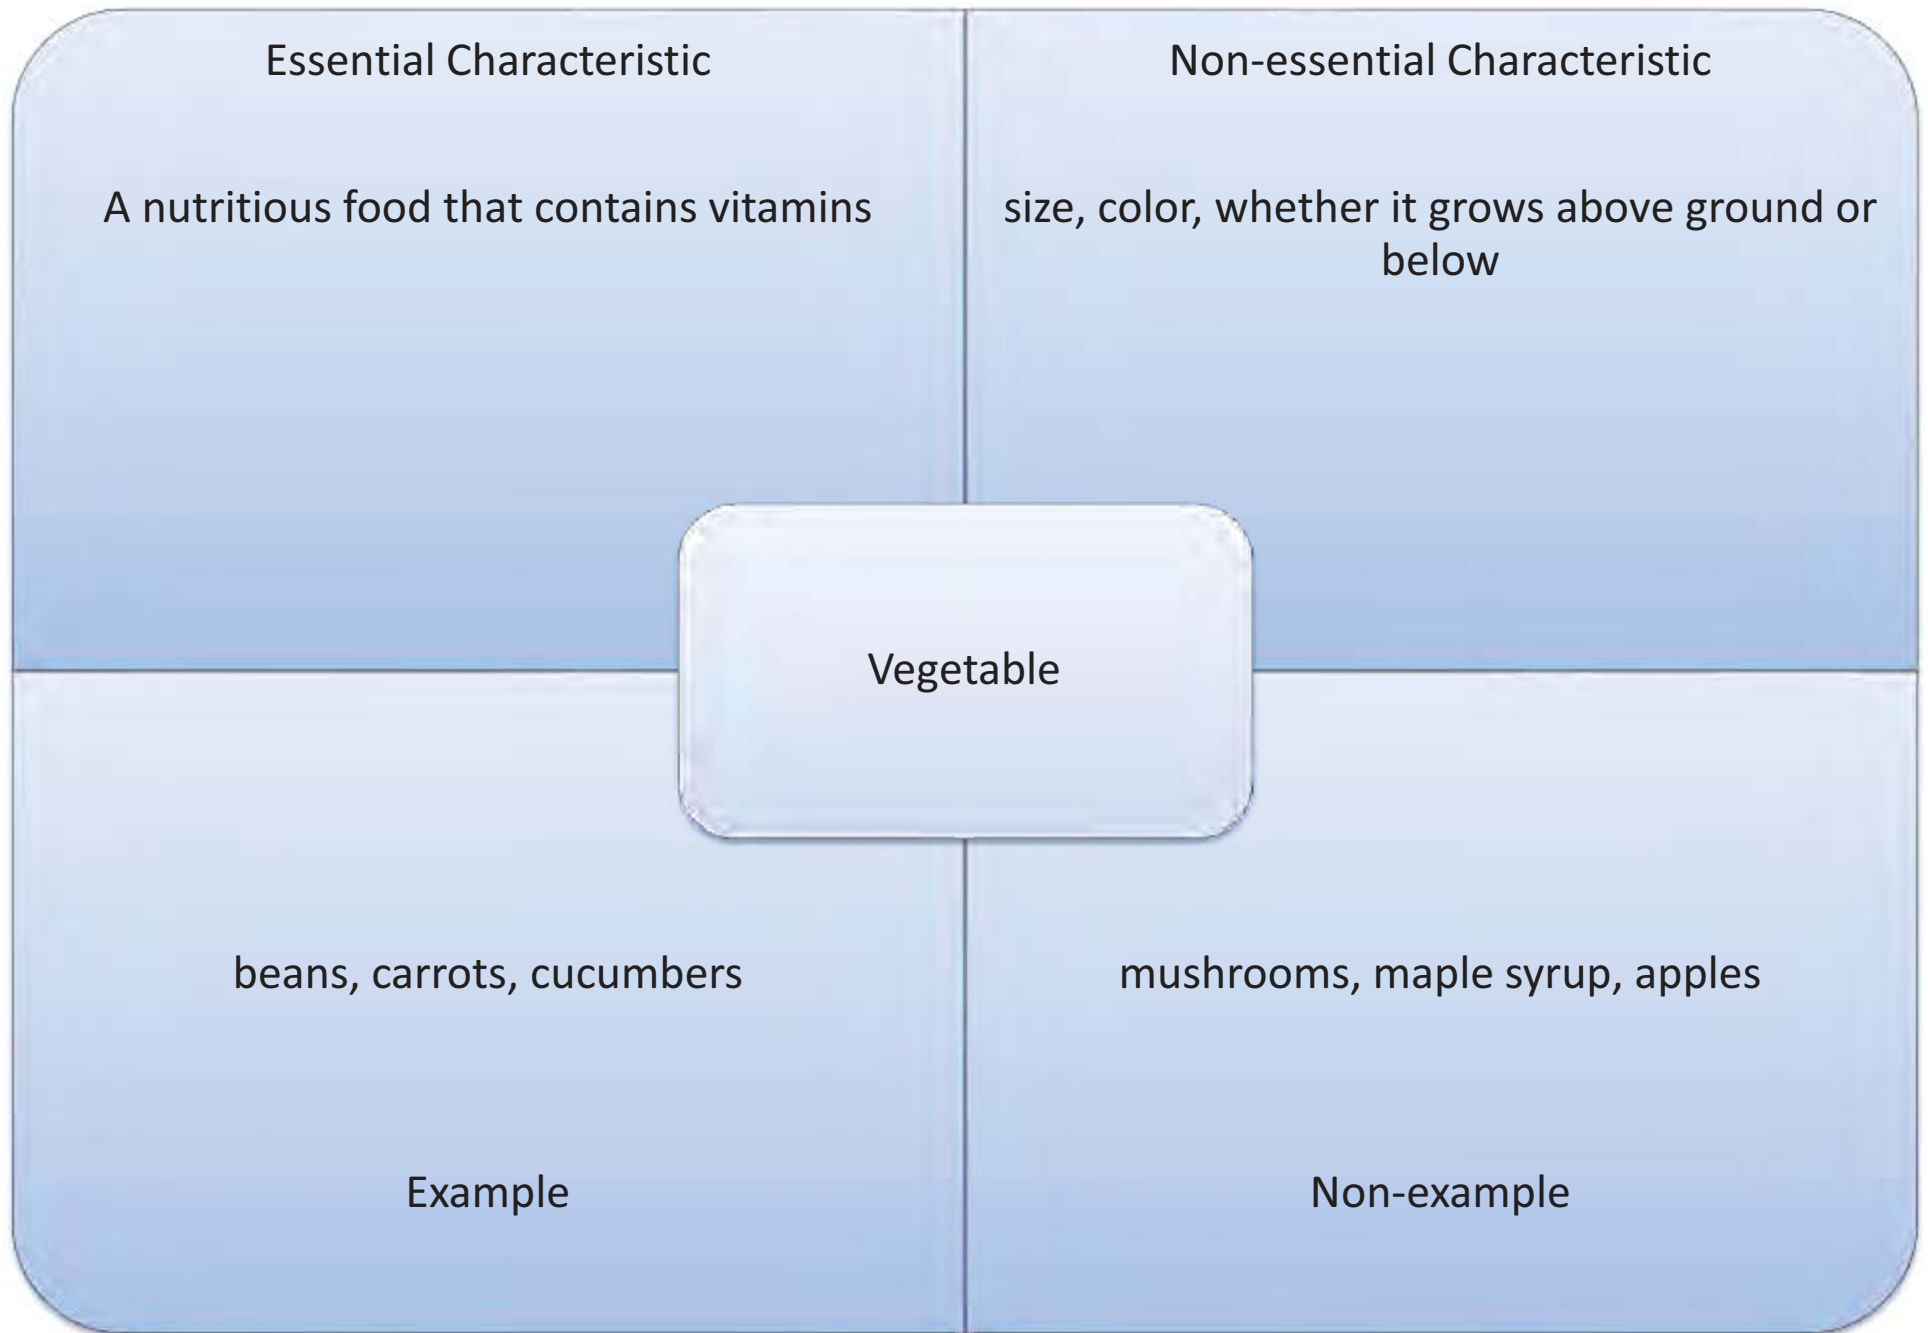 Essential Characteristic
A nutritious food that contains vitamins
Non-essential Characteristic
size, color, whether it grows above ground or
below
Vegetable
beans, carrots, cucumbers
Example
mushrooms, maple syrup, apples
Non-example